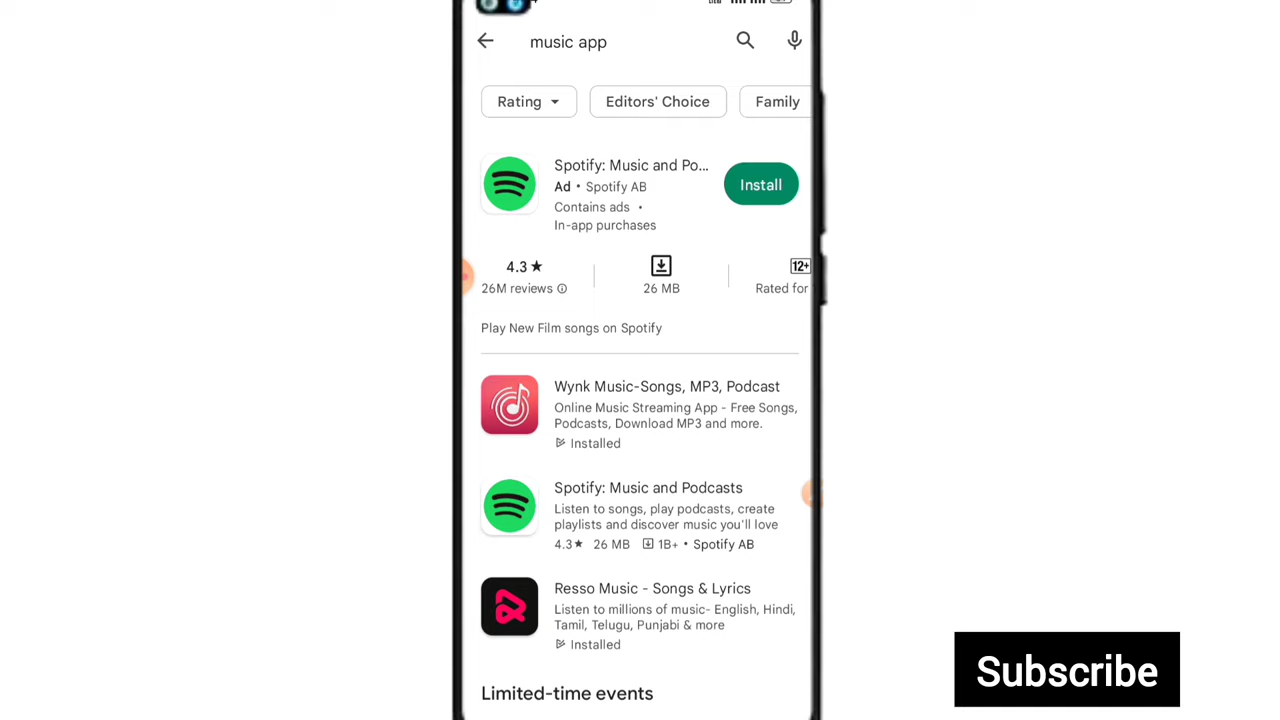 music app
Rating
Editors' Choice
Family
Spotify: Music and Po...
Ad • Spotify AB
Contains ads •
In-app purchases
Install
4.3★
26M reviews
26 MB
12+
Rated for
Play New Film songs on Spotify
Wynk Music-Songs, MP3, Podcast
Online Music Streaming App - Free Songs,
Podcasts, Download MP3 and more.
Installed
Spotify: Music and Podcasts
Listen to songs, play podcasts, create
playlists and discover music you'll love
4.3★ 26 MB 1B+ • Spotify AB
Resso Music - Songs & Lyrics
Listen to millions of music- English, Hindi,
Tamil, Telugu, Punjabi & more
Installed
Limited-time events
Subscribe